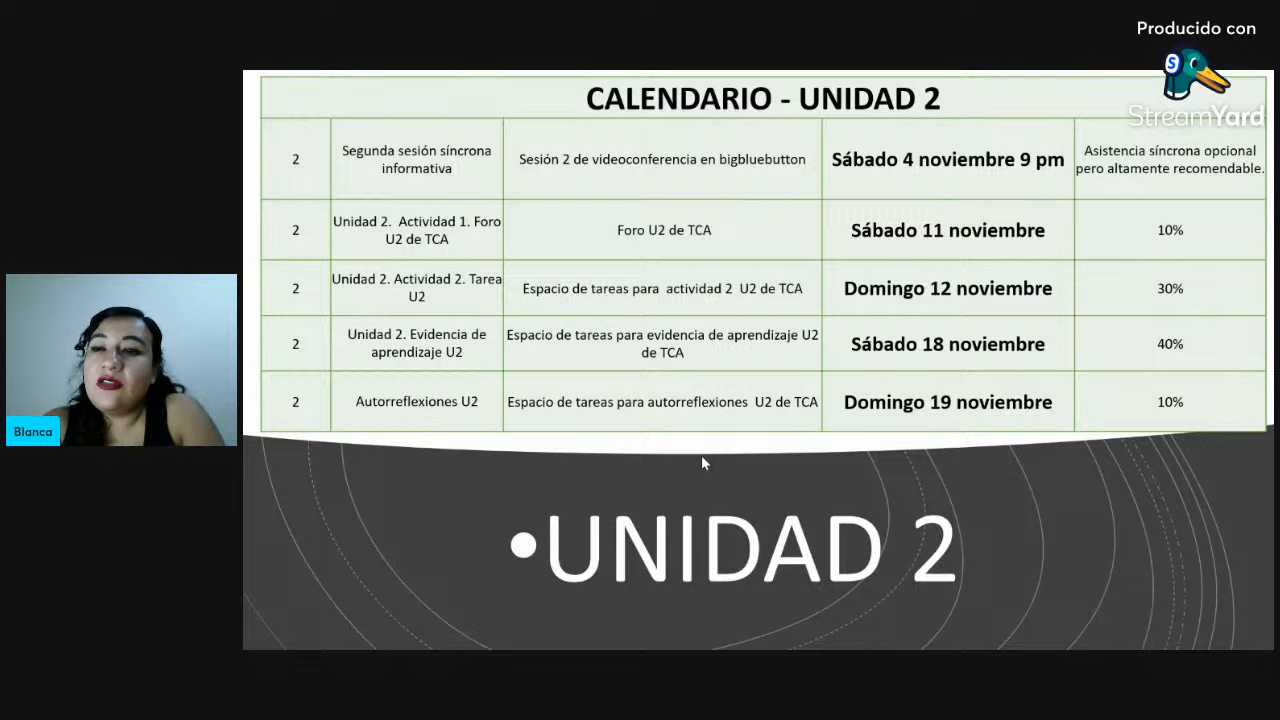 Producido con
StreamYard
CALENDARIO - UNIDAD 2
2
Segunda sesión síncrona
informativa
Sesión 2 de videoconferencia en bigbluebutton
Sábado 4 noviembre 9 pm
Asistencia síncrona opcional
pero altamente recomendable.
2
Unidad 2. Actividad 1. Foro
U2 de TCA
Foro U2 de TCA
Sábado 11 noviembre
10%
2
Unidad 2. Actividad 2. Tarea
U2
Espacio de tareas para actividad 2 U2 de TCA
Domingo 12 noviembre
30%
2
Unidad 2. Evidencia de
aprendizaje U2
Espacio de tareas para evidencia de aprendizaje U2
de TCA
Sábado 18 noviembre
40%
2
Autorreflexiones U2
Espacio de tareas para autorreflexiones U2 de TCA
Domingo 19 noviembre
10%
Blanca
•UNIDAD 2